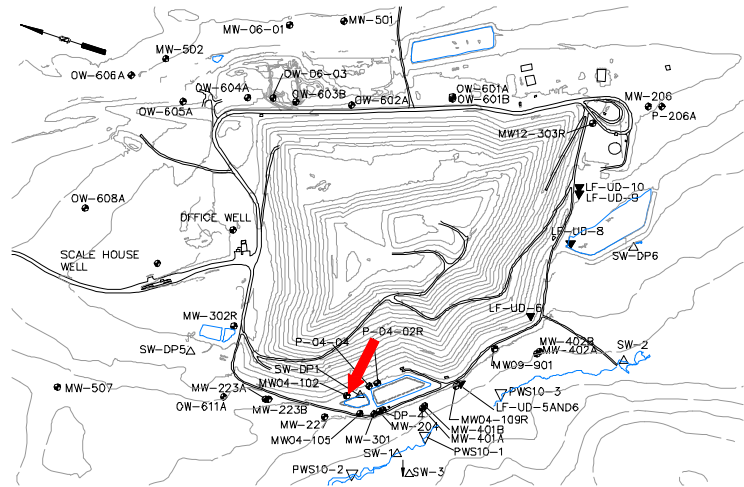 MW-06-01
MW-501
MW-502
OW-606A
OW-06-03
OW-604A
OW-603B
OW-602A
OW-601A
OW-601B
OW-605A
MW-206
P-206A
MW12-303R
LF-UD-10
LF-UD-9
OW-608A
OFFICE WELL
LF-UD-8
SW-DP6
SCALE HOUSE
WELL
LF-UD-6
MW-302R
P-04-04
P-04-02R
SW-DP5
MW-402B
MW-402A
SW-2
SW-DP1
MW09-901
MW04-102
MW-507
MW-223A
PWS10-3
OW-611A
MW-223B
LF-UD-5AND6
MW-227
DP-4
MW04-109R
MW04-105
MW-204
MW-401B
MW-301
MW-401A
SW-1
PWS10-1
PWS10-2
SW-3